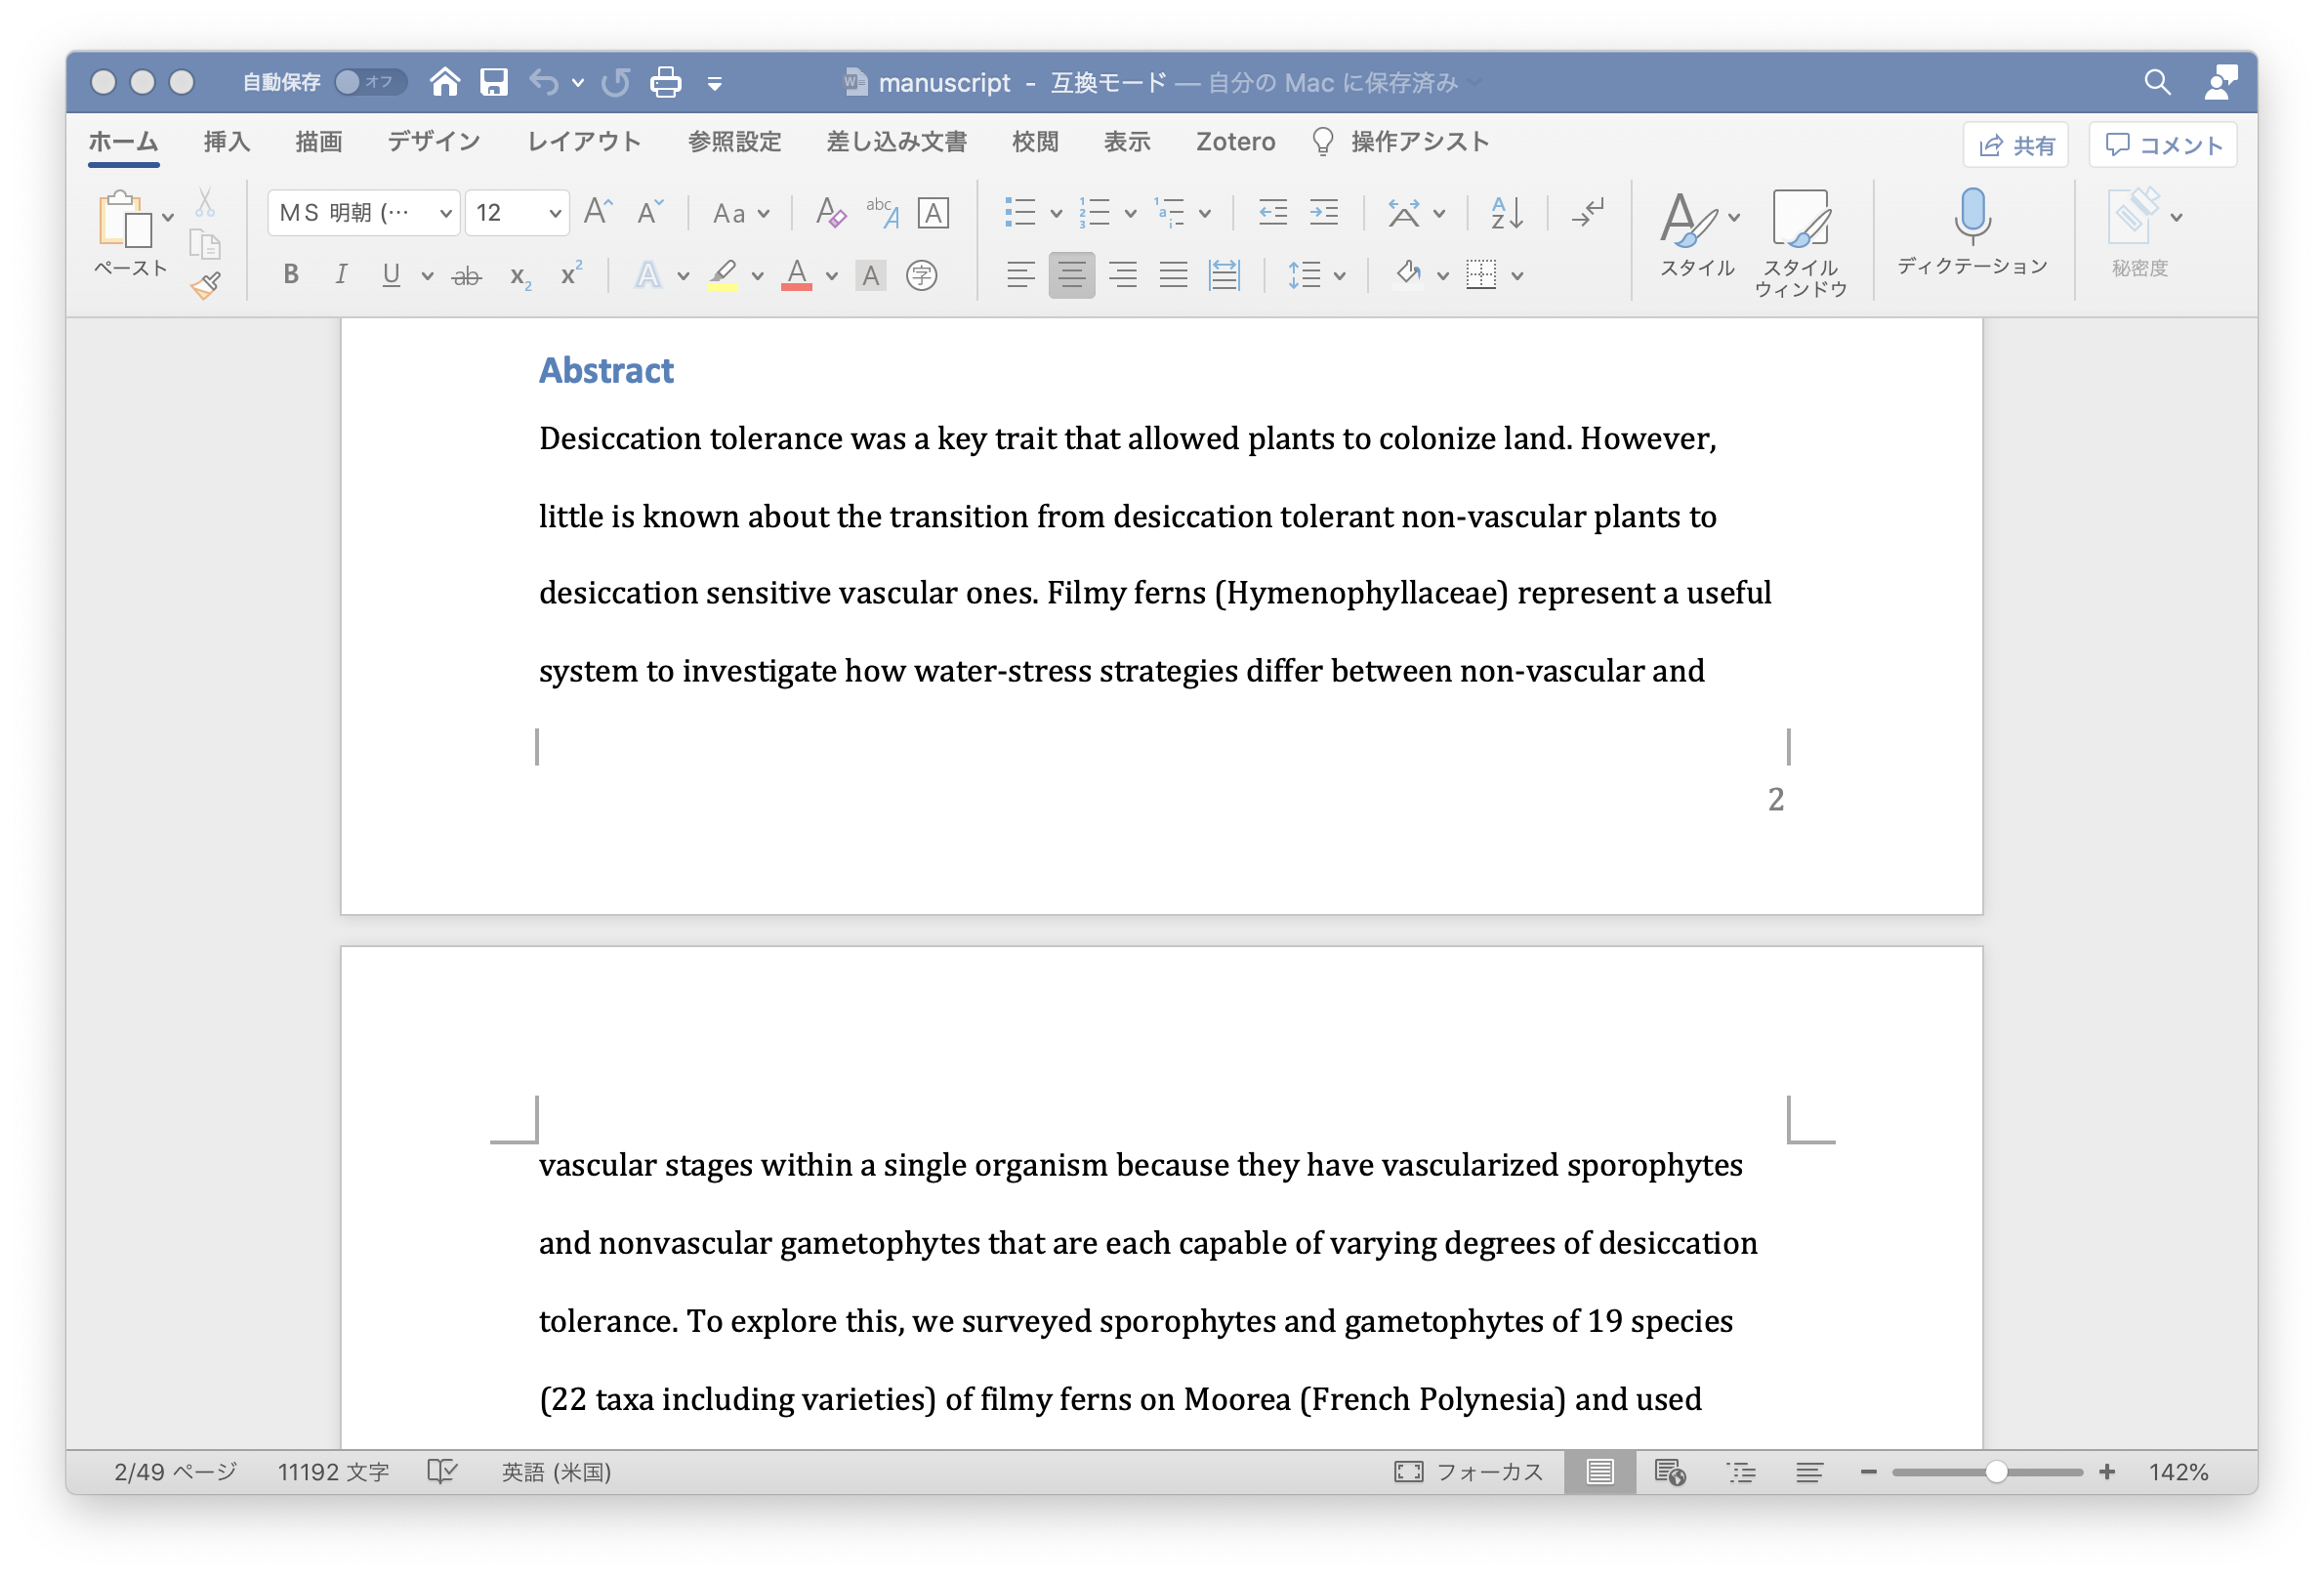 自動保存 オフ manuscript - 互換モード — 自分の Mac に保存済み
ホーム 挿入 描画 デザイン レイアウト 参照設定 差し込み文書 校閲 表示 Zotero 操作アシスト 共有 コメント
ペースト
MS 明朝 (… 12 A A Aa A abc A A
B I U ab x2 x2 A A A 字
スタイル
スタイル
ウィンドウ
ディクテーション
秘密度
Abstract
Desiccation tolerance was a key trait that allowed plants to colonize land. However,
little is known about the transition from desiccation tolerant non-vascular plants to
desiccation sensitive vascular ones. Filmy ferns (Hymenophyllaceae) represent a useful
system to investigate how water-stress strategies differ between non-vascular and
2
vascular stages within a single organism because they have vascularized sporophytes
and nonvascular gametophytes that are each capable of varying degrees of desiccation
tolerance. To explore this, we surveyed sporophytes and gametophytes of 19 species
(22 taxa including varieties) of filmy ferns on Moorea (French Polynesia) and used
2/49 ページ 11192 文字 英語 (米国) フォーカス 142%